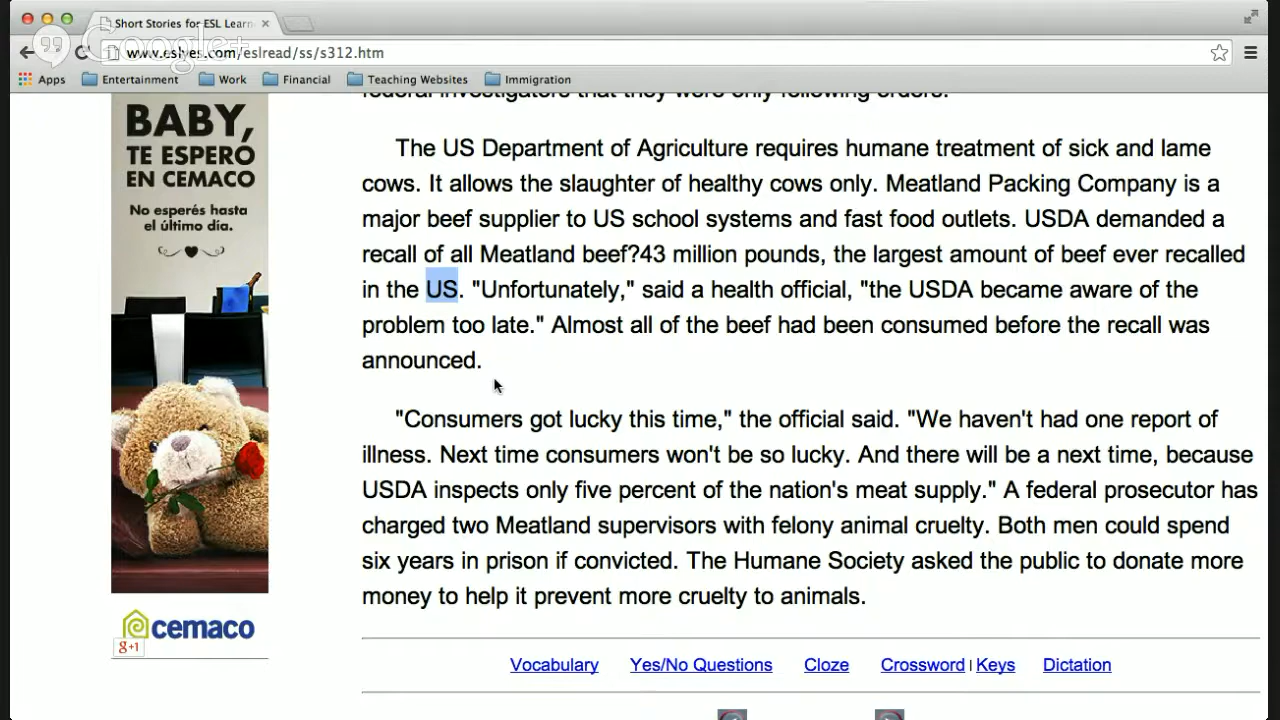 Short Stories for ESL Learn
Google+
www.eslyes.com/eslread/ss/s312.htm
Apps Entertainment Work Financial Teaching Websites Immigration
BABY,
TE ESPERO
EN CEMACO
No esperés hasta
el último día.
cemaco
g+1
federal investigators that they were only following orders.
The US Department of Agriculture requires humane treatment of sick and lame
cows. It allows the slaughter of healthy cows only. Meatland Packing Company is a
major beef supplier to US school systems and fast food outlets. USDA demanded a
recall of all Meatland beef?43 million pounds, the largest amount of beef ever recalled
in the US. "Unfortunately," said a health official, "the USDA became aware of the
problem too late." Almost all of the beef had been consumed before the recall was
announced.
"Consumers got lucky this time," the official said. "We haven't had one report of
illness. Next time consumers won't be so lucky. And there will be a next time, because
USDA inspects only five percent of the nation's meat supply." A federal prosecutor has
charged two Meatland supervisors with felony animal cruelty. Both men could spend
six years in prison if convicted. The Humane Society asked the public to donate more
money to help it prevent more cruelty to animals.
Vocabulary Yes/No Questions Cloze Crossword | Keys Dictation